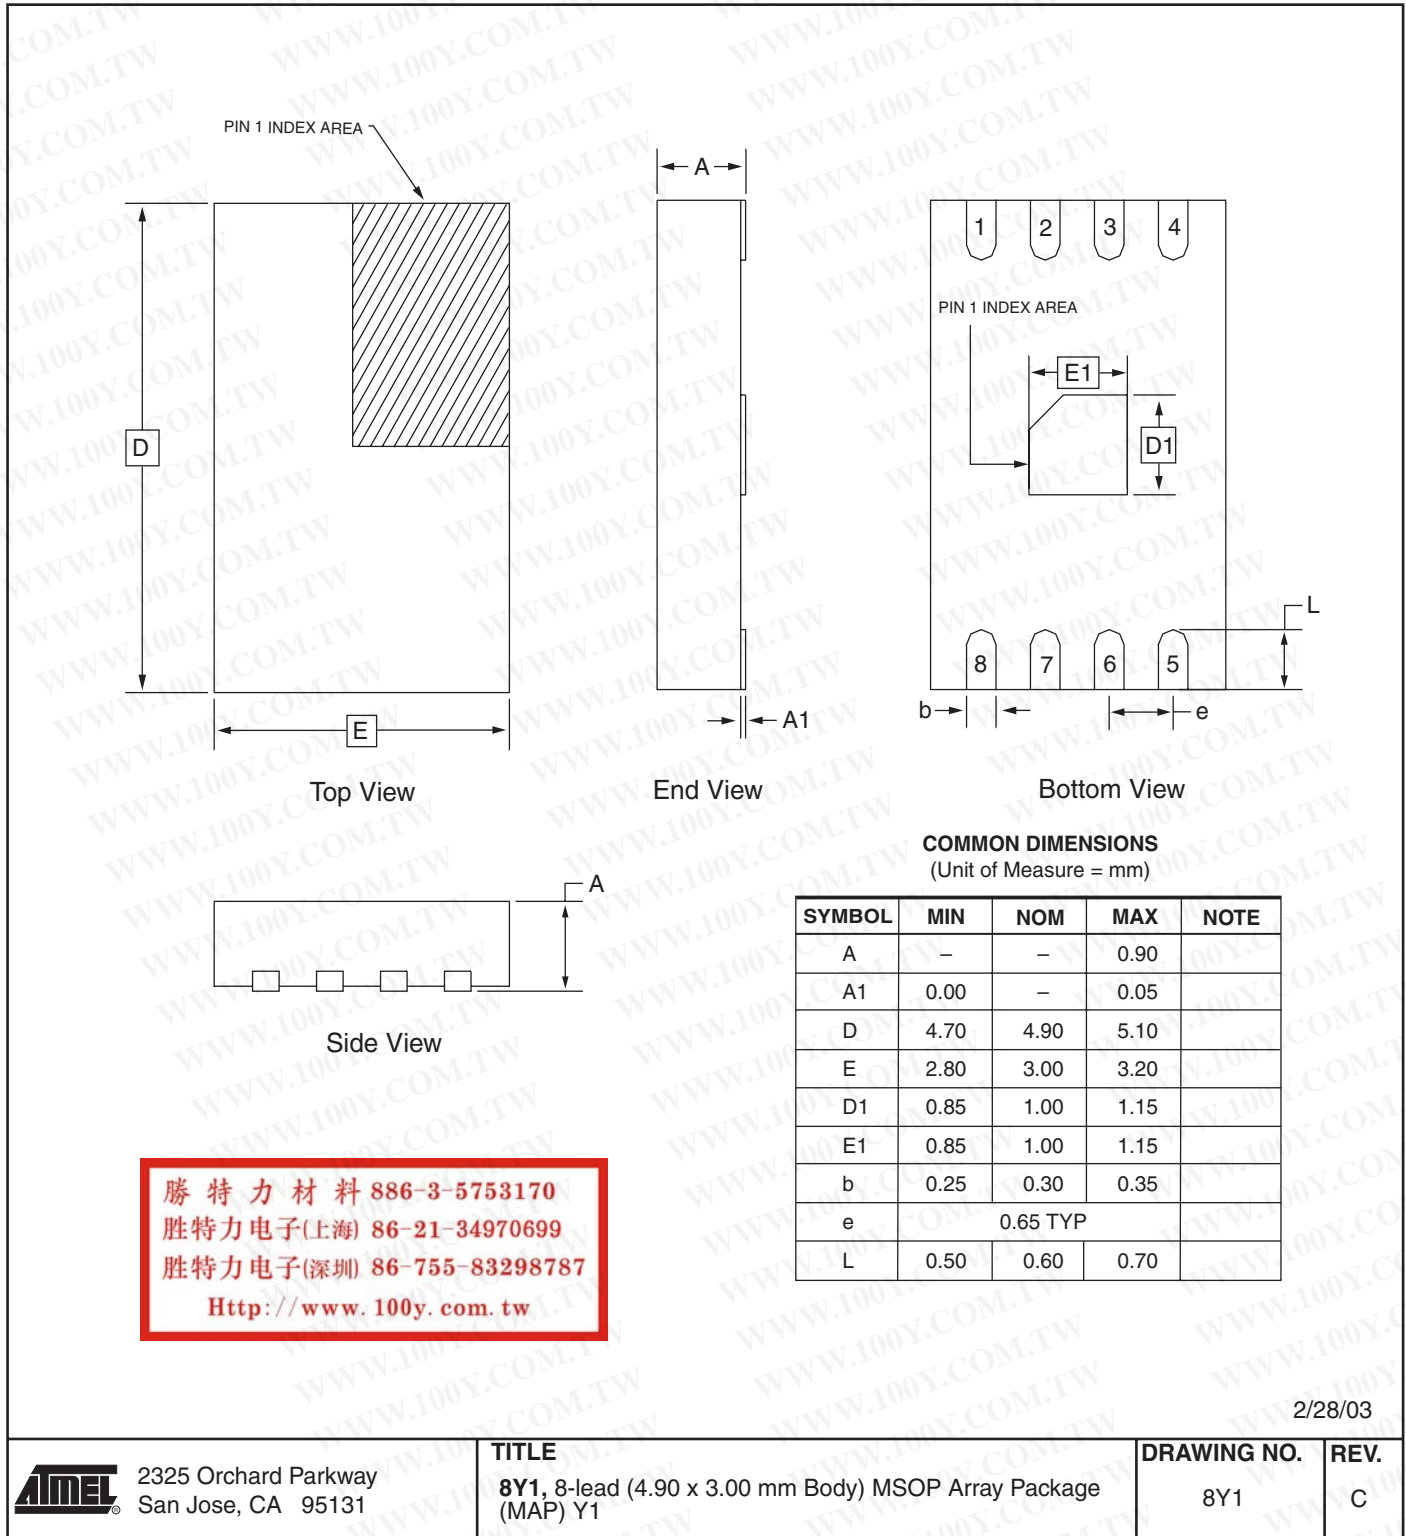 PIN 1 INDEX AREA
A
1 2 3 4
PIN 1 INDEX AREA
E1
D
D1
L
8 7 6 5
b
e
A1
E
Top View
End View
Bottom View
A
Side View
COMMON DIMENSIONS
(Unit of Measure = mm)
SYMBOL MIN NOM MAX NOTE
A – – 0.90
A1 0.00 – 0.05
D 4.70 4.90 5.10
E 2.80 3.00 3.20
D1 0.85 1.00 1.15
E1 0.85 1.00 1.15
b 0.25 0.30 0.35
e 0.65 TYP
L 0.50 0.60 0.70
勝特力材料 886-3-5753170
胜特力电子(上海) 86-21-34970699
胜特力电子(深圳) 86-755-83298787
Http://www.100y.com.tw
2/28/03
ATMEL ®
2325 Orchard Parkway
San Jose, CA 95131
TITLE
8Y1, 8-lead (4.90 x 3.00 mm Body) MSOP Array Package
(MAP) Y1
DRAWING NO.
8Y1
REV.
C
WWW.100Y.COM.TW